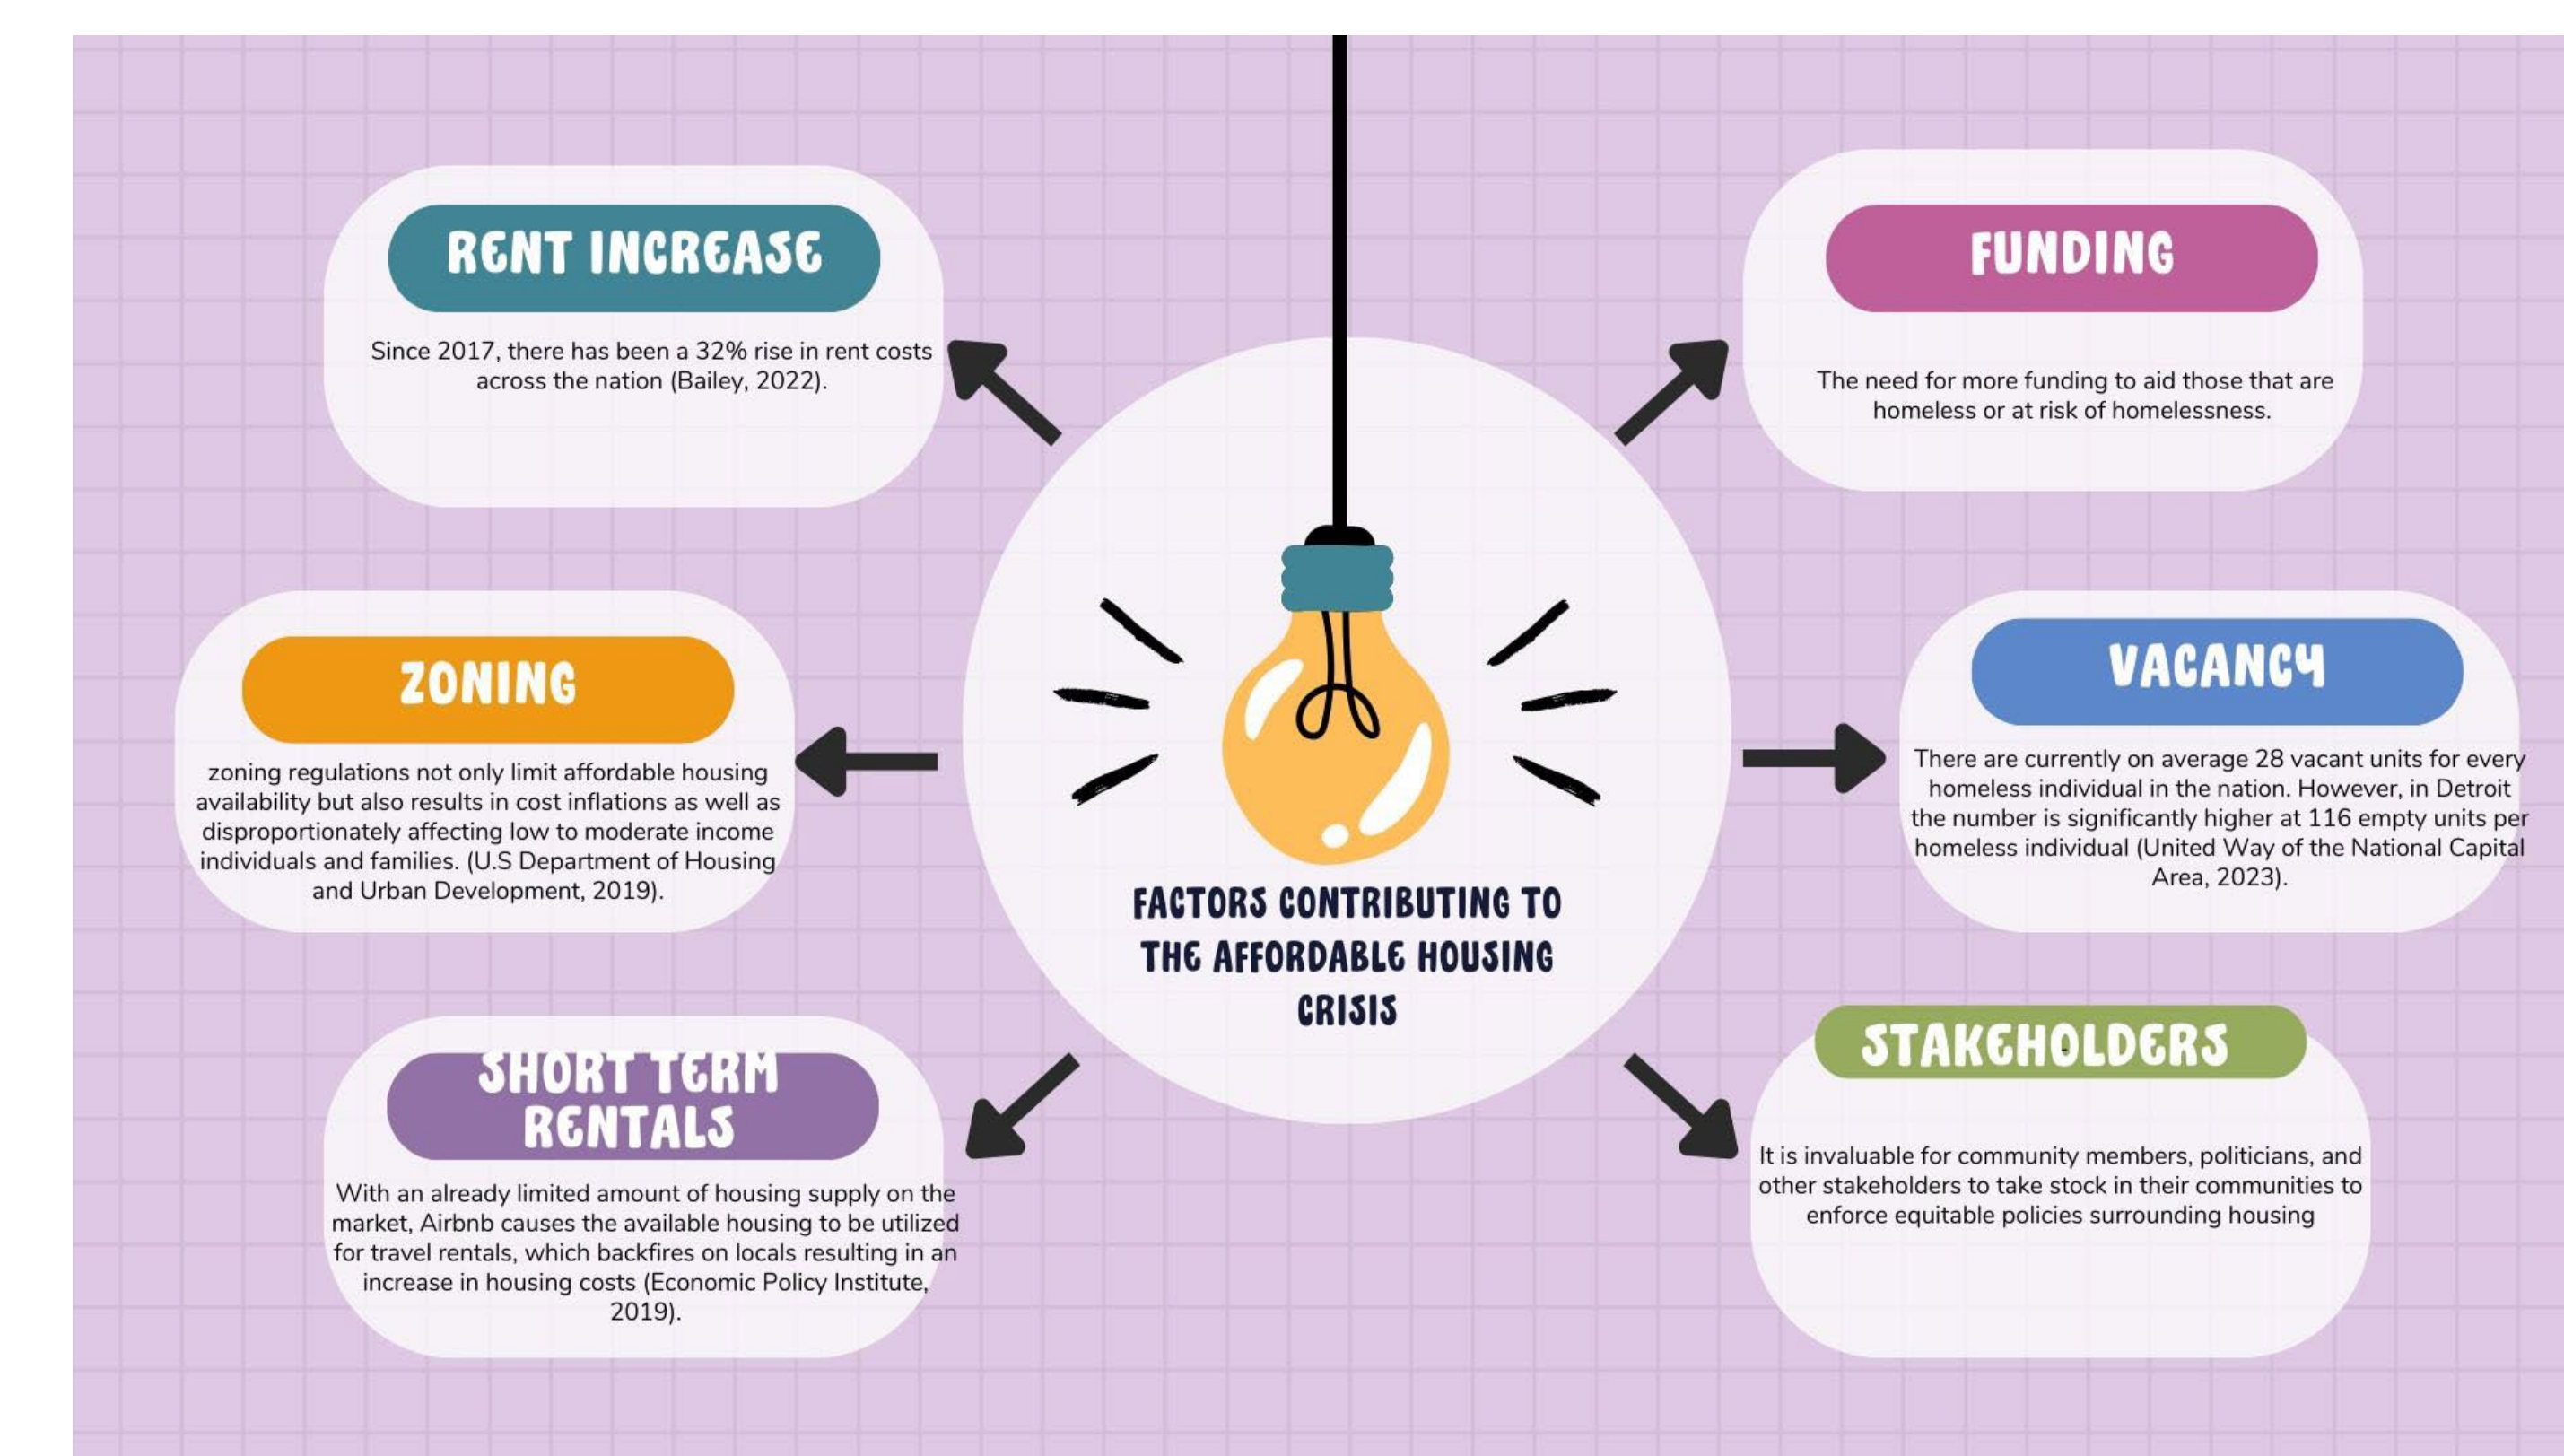 RENT INCREASE
Since 2017, there has been a 32% rise in rent costs
across the nation (Bailey, 2022).
ZONING
zoning regulations not only limit affordable housing
availability but also results in cost inflations as well as
disproportionately affecting low to moderate income
individuals and families. (U.S Department of Housing
and Urban Development, 2019).
SHORT TERM
RENTALS
With an already limited amount of housing supply on the
market, Airbnb causes the available housing to be utilized
for travel rentals, which backfires on locals resulting in an
increase in housing costs (Economic Policy Institute,
2019).
FACTORS CONTRIBUTING TO
THE AFFORDABLE HOUSING
CRISIS
FUNDING
The need for more funding to aid those that are
homeless or at risk of homelessness.
VACANCY
There are currently on average 28 vacant units for every
homeless individual in the nation. However, in Detroit
the number is significantly higher at 116 empty units per
homeless individual (United Way of the National Capital
Area, 2023).
STAKEHOLDERS
It is invaluable for community members, politicians, and
other stakeholders to take stock in their communities to
enforce equitable policies surrounding housing